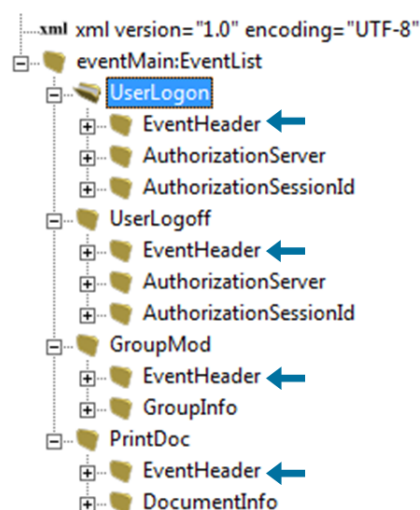 xml xml version="1.0" encoding="UTF-8"
eventMain:EventList
UserLogon
EventHeader
AuthorizationServer
AuthorizationSessionId
UserLogoff
EventHeader
AuthorizationServer
AuthorizationSessionId
GroupMod
EventHeader
GroupInfo
PrintDoc
EventHeader
DocumentInfo